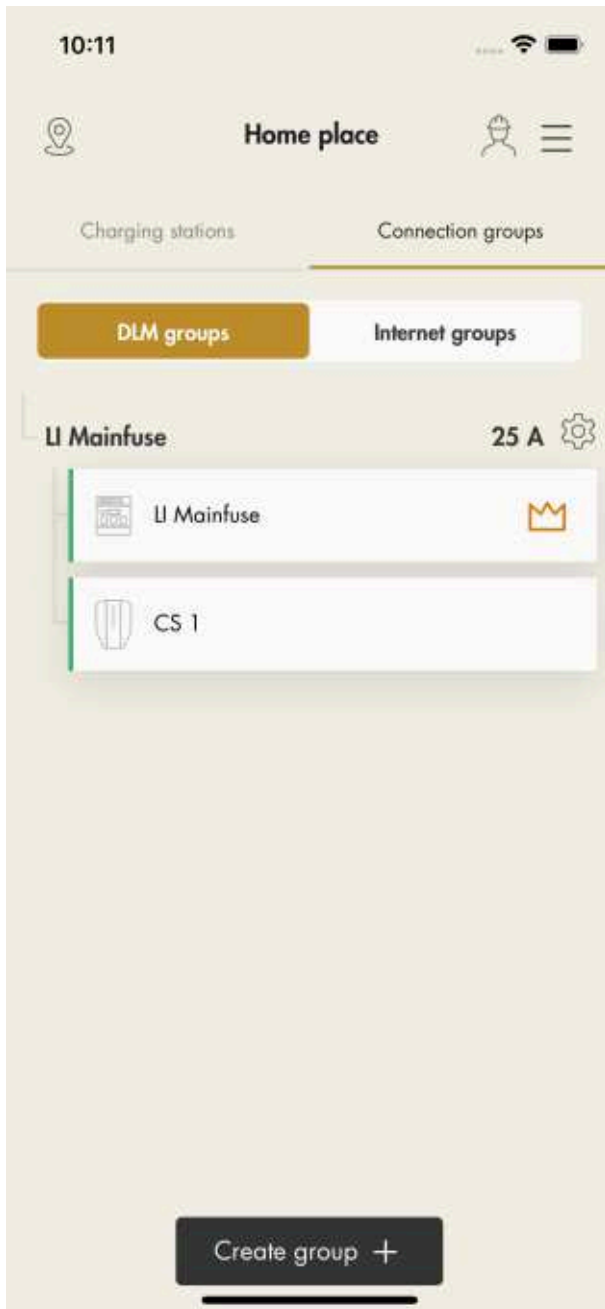 10:11
Home place
Charging stations
Connection groups
DLM groups
Internet groups
LI Mainfuse
25 A
LI Mainfuse
CS 1
Create group +